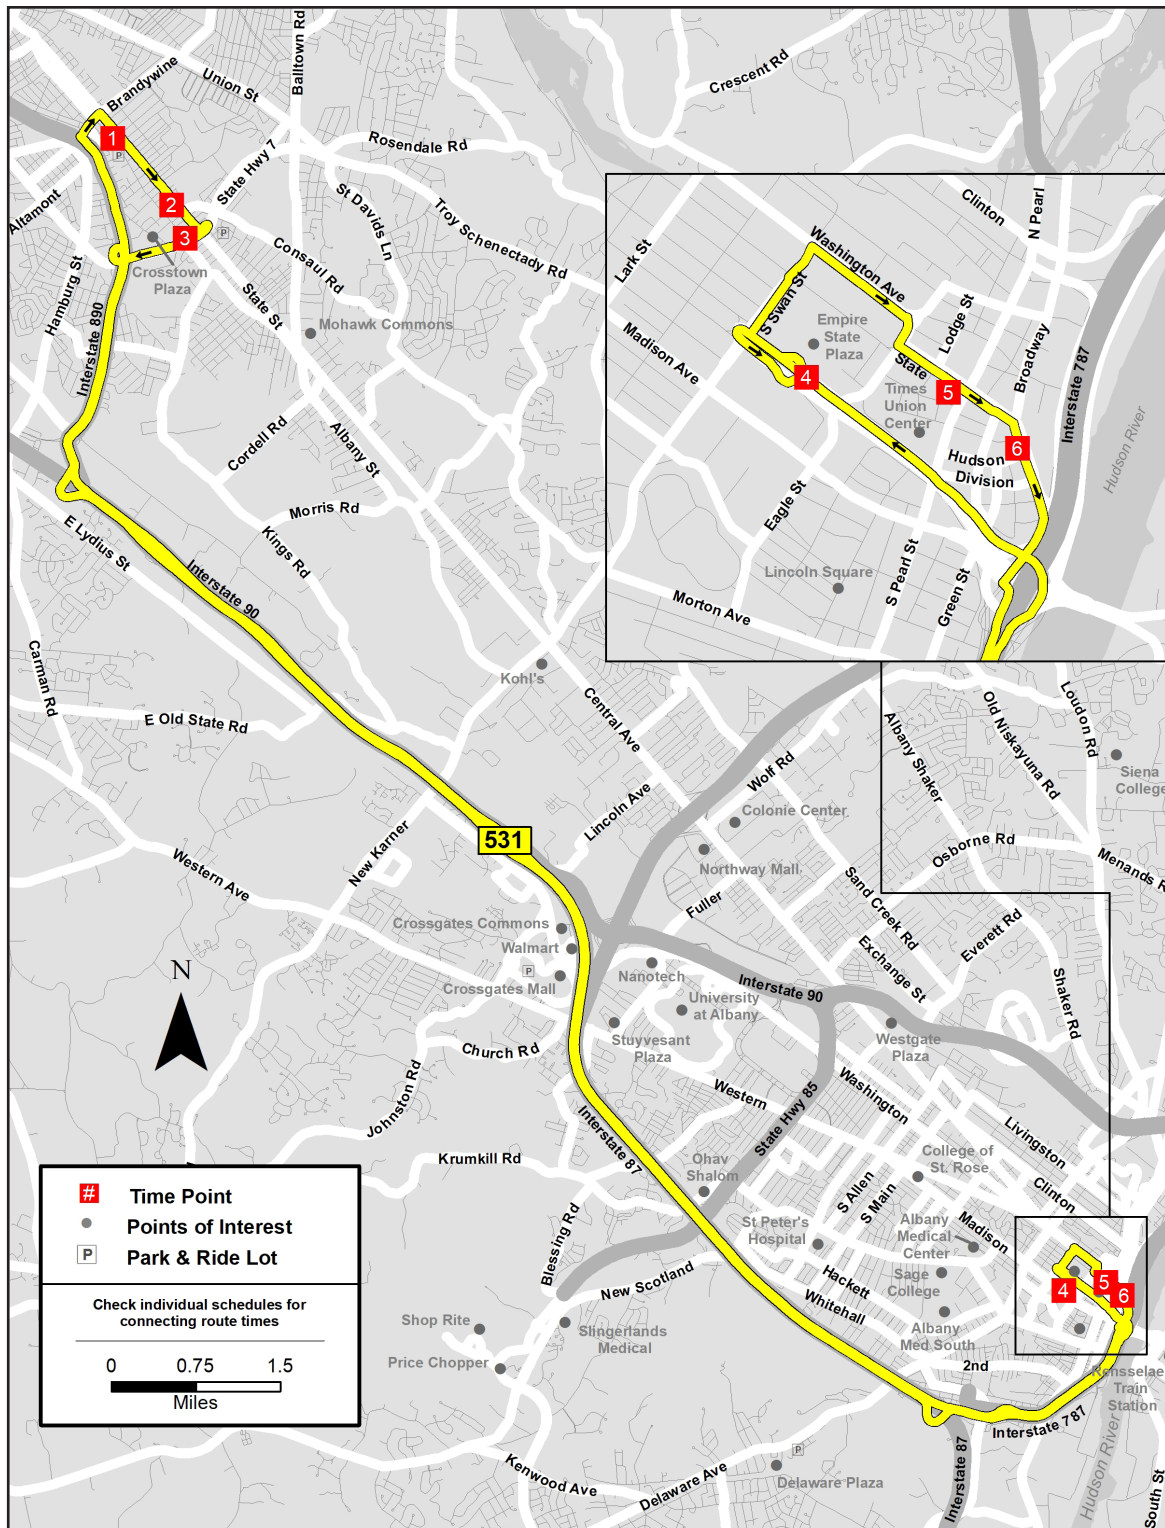 Brandywine
Union St
Balltown Rd
Crescent Rd
1
P
Rosendale Rd
State Hwy 7
2
Altamont
St Davids Ln
Troy Schenectady Rd
3
P
Consaul Rd
Crosstown
Plaza
Hamburg St
State St
Mohawk Commons
Interstate 890
Cordell Rd
Albany St
Morris Rd
E Lydius St
Kings Rd
Interstate 90
Carman Rd
Kohl's
E Old State Rd
Central Ave
Clinton
N Pearl
Washington Ave
Lark St
S Swan St
Lodge St
Empire
State
Plaza
Madison Ave
Broadway
State
Interstate 787
4
Times
Union
Center
5
6
Hudson
Division
Hudson River
Eagle St
Lincoln Square
S Pearl St
Green St
Morton Ave
Albany Shaker
Old Niskayuna Rd
Loudon Rd
Siena
College
Wolf Rd
Lincoln Ave
Colonie Center
531
New Karner
Northway Mall
Osborne Rd
Menands R
Western Ave
Fuller
Sand Creek Rd
Crossgates Commons
Everett Rd
Walmart
Exchange St
P
Nanotech
Crossgates Mall
Interstate 90
University
at Albany
Shaker Rd
N
Stuyvesant
Plaza
Westgate
Plaza
Church Rd
Johnston Rd
Western
Washington
State Hwy 85
Interstate 87
Livingston
Krumkill Rd
Ohav
Shalom
College of
St. Rose
S Allen
S Main
Clinton
St Peter's
Hospital
Albany
Medical
Center
Madison
Blessing Rd
New Scotland
Hackett
Sage
College
4
5
6
Whitehall
Shop Rite
Slingerlands
Medical
Albany
Med South
Price Chopper
2nd
Rensselae
Train
Station
Interstate 787
Interstate 87
Hudson River
P
Kenwood Ave
Delaware Ave
Delaware Plaza
South St
# Time Point
Points of Interest
P Park & Ride Lot
Check individual schedules for
connecting route times
0 0.75 1.5
Miles